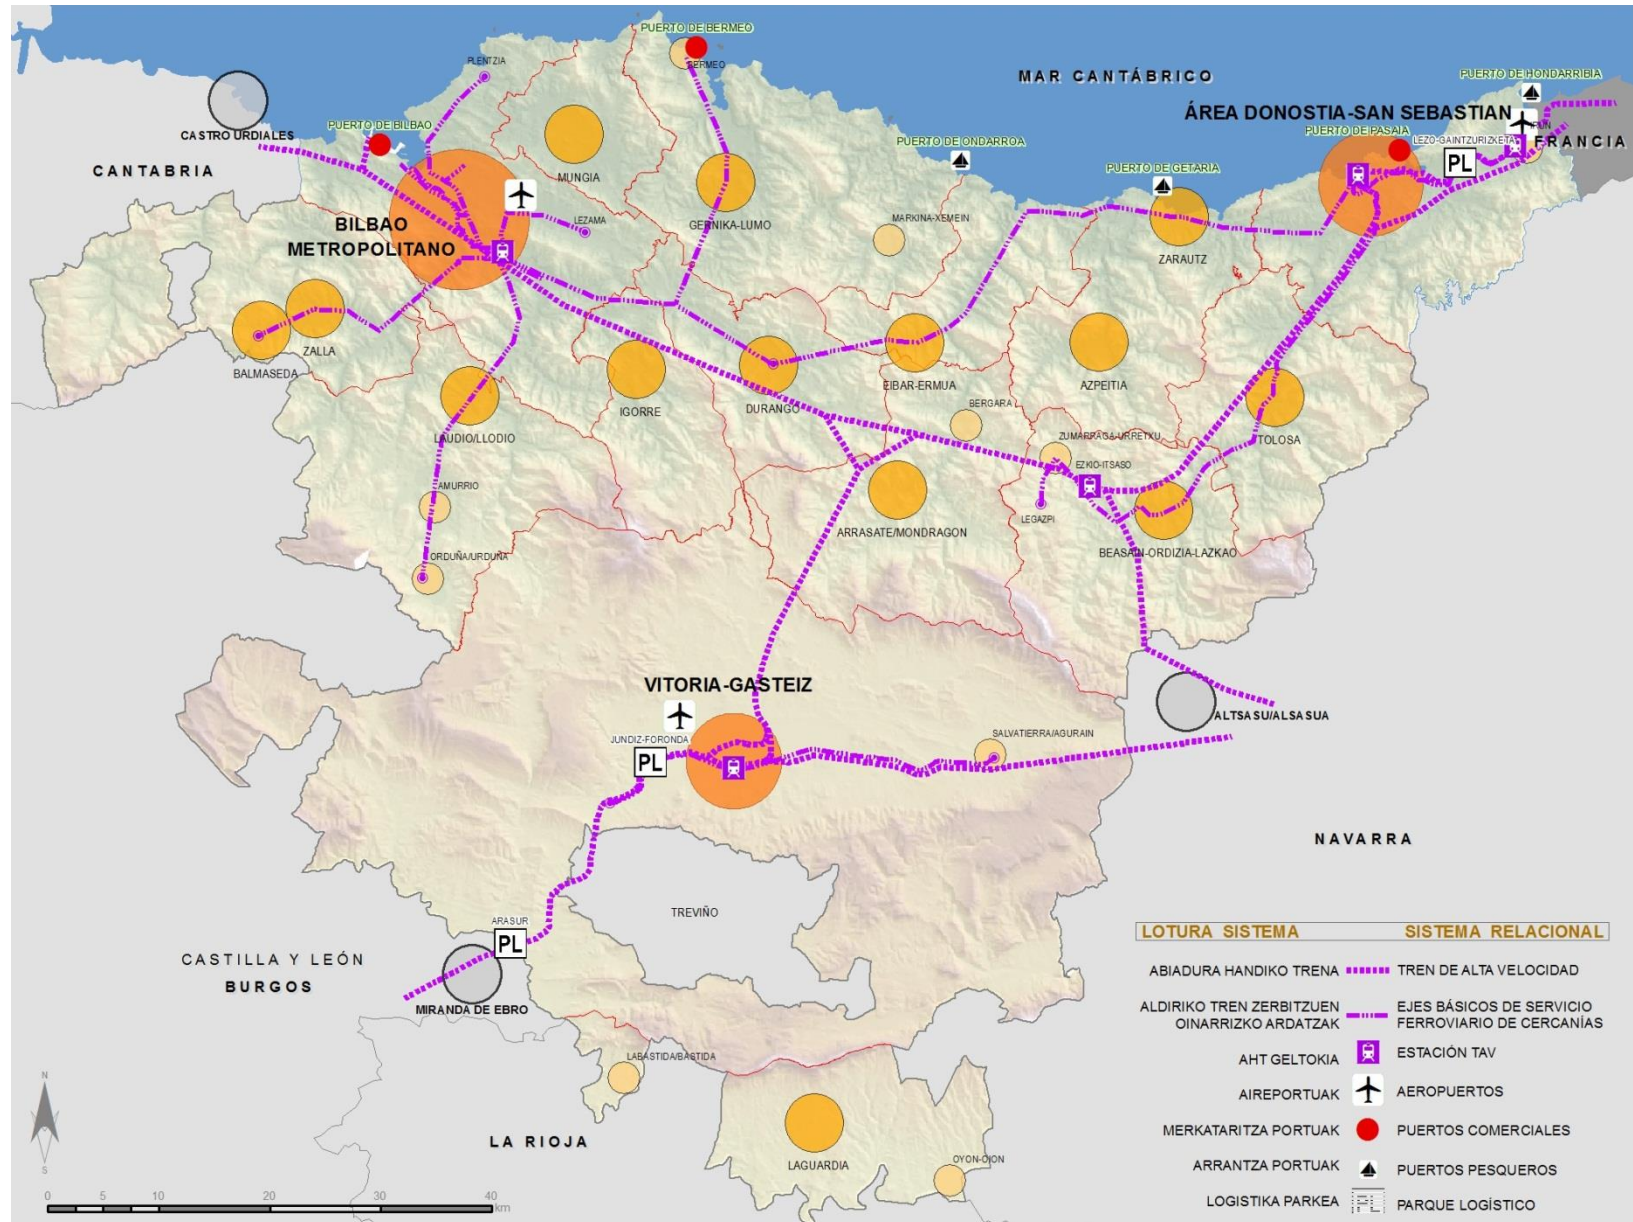 PUERTO DE BERMEO
BERMEO
PLENTZIA
MAR CANTÁBRICO
PUERTO DE HONDARRIBIA
ÁREA DONOSTIA-SAN SEBASTIAN
CASTRO URDIALES
PUERTO DE BILBAO
PUERTO DE PASAIA
LEZO-GAINTZURIZKETA
IRUN
FRANCIA
PUERTO DE ONDARROA
PUERTO DE GETARIA
CANTABRIA
MUNGIA
LEZAMA
GERNIKA-LUMO
MARKINA-XEMEIN
BILBAO
METROPOLITANO
ZARAUTZ
ZALLA
BALMASEDA
LAUDIO/LLODIO
IGORRE
DURANGO
EIBAR-ERMUA
AZPEITIA
BERGARA
ZUMARRAGA-URRETXU
TOLOSA
EZKIO-ITSASO
AMURRIO
LEGAZPI
ARRASATE/MONDRAGON
BEASAIN-ORDIZIA-LAZKAO
ORDUÑA/URDUÑA
VITORIA-GASTEIZ
ALTSASU/ALSASUA
JUNDIZ-FORONDA
PL
PL
SALVATIERRA/AGURAIN
NAVARRA
TREVIÑO
ARASUR
PL
CASTILLA Y LEÓN
BURGOS
MIRANDA DE EBRO
LABASTIDA/BASTIDA
LA RIOJA
LAGUARDIA
OYON-OION
LOTURA SISTEMA SISTEMA RELACIONAL
ABIADURA HANDIKO TRENA TREN DE ALTA VELOCIDAD
ALDIRIKO TREN ZERBITZUEN EJES BÁSICOS DE SERVICIO
OINARRIZKO ARDATZAK FERROVIARIO DE CERCANÍAS
AHT GELTOKIA ESTACIÓN TAV
AIREPORTUAK AEROPUERTOS
MERKATARITZA PORTUAK PUERTOS COMERCIALES
ARRANTZA PORTUAK PUERTOS PESQUEROS
LOGISTIKA PARKEA PL PARQUE LOGÍSTICO
N
S
0 5 10 20 30 40
km